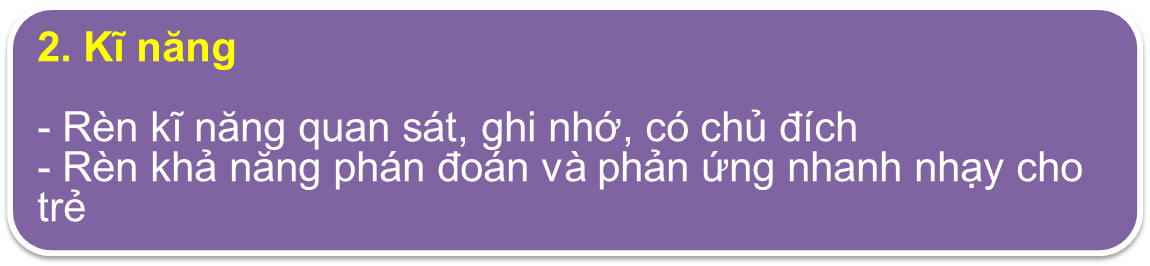 2. Kĩ năng
- Rèn kĩ năng quan sát, ghi nhớ, có chủ đích
- Rèn khả năng phán đoán và phản ứng nhanh nhạy cho
trẻ